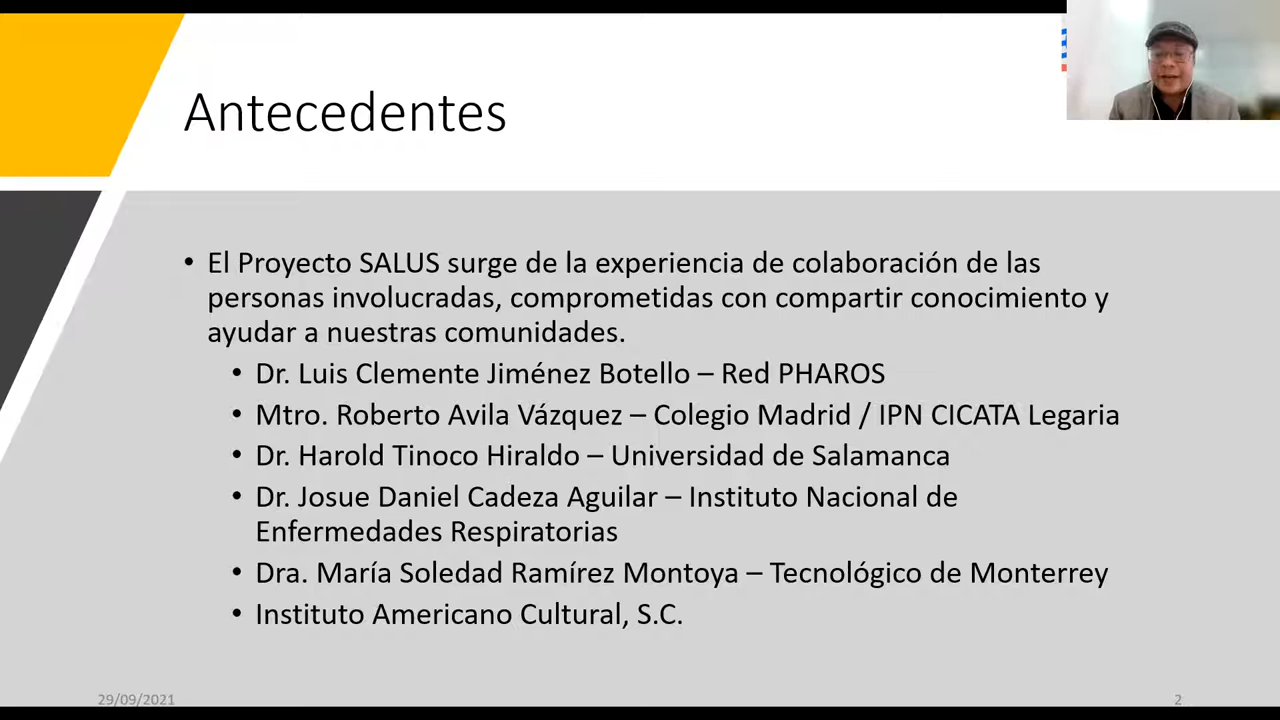 Antecedentes
• El Proyecto SALUS surge de la experiencia de colaboración de las
personas involucradas, comprometidas con compartir conocimiento y
ayudar a nuestras comunidades.
• Dr. Luis Clemente Jiménez Botello – Red PHAROS
• Mtro. Roberto Avila Vázquez – Colegio Madrid / IPN CICATA Legaria
• Dr. Harold Tinoco Hiraldo – Universidad de Salamanca
• Dr. Josue Daniel Cadeza Aguilar – Instituto Nacional de
Enfermedades Respiratorias
• Dra. María Soledad Ramírez Montoya – Tecnológico de Monterrey
• Instituto Americano Cultural, S.C.
29/09/2021
2